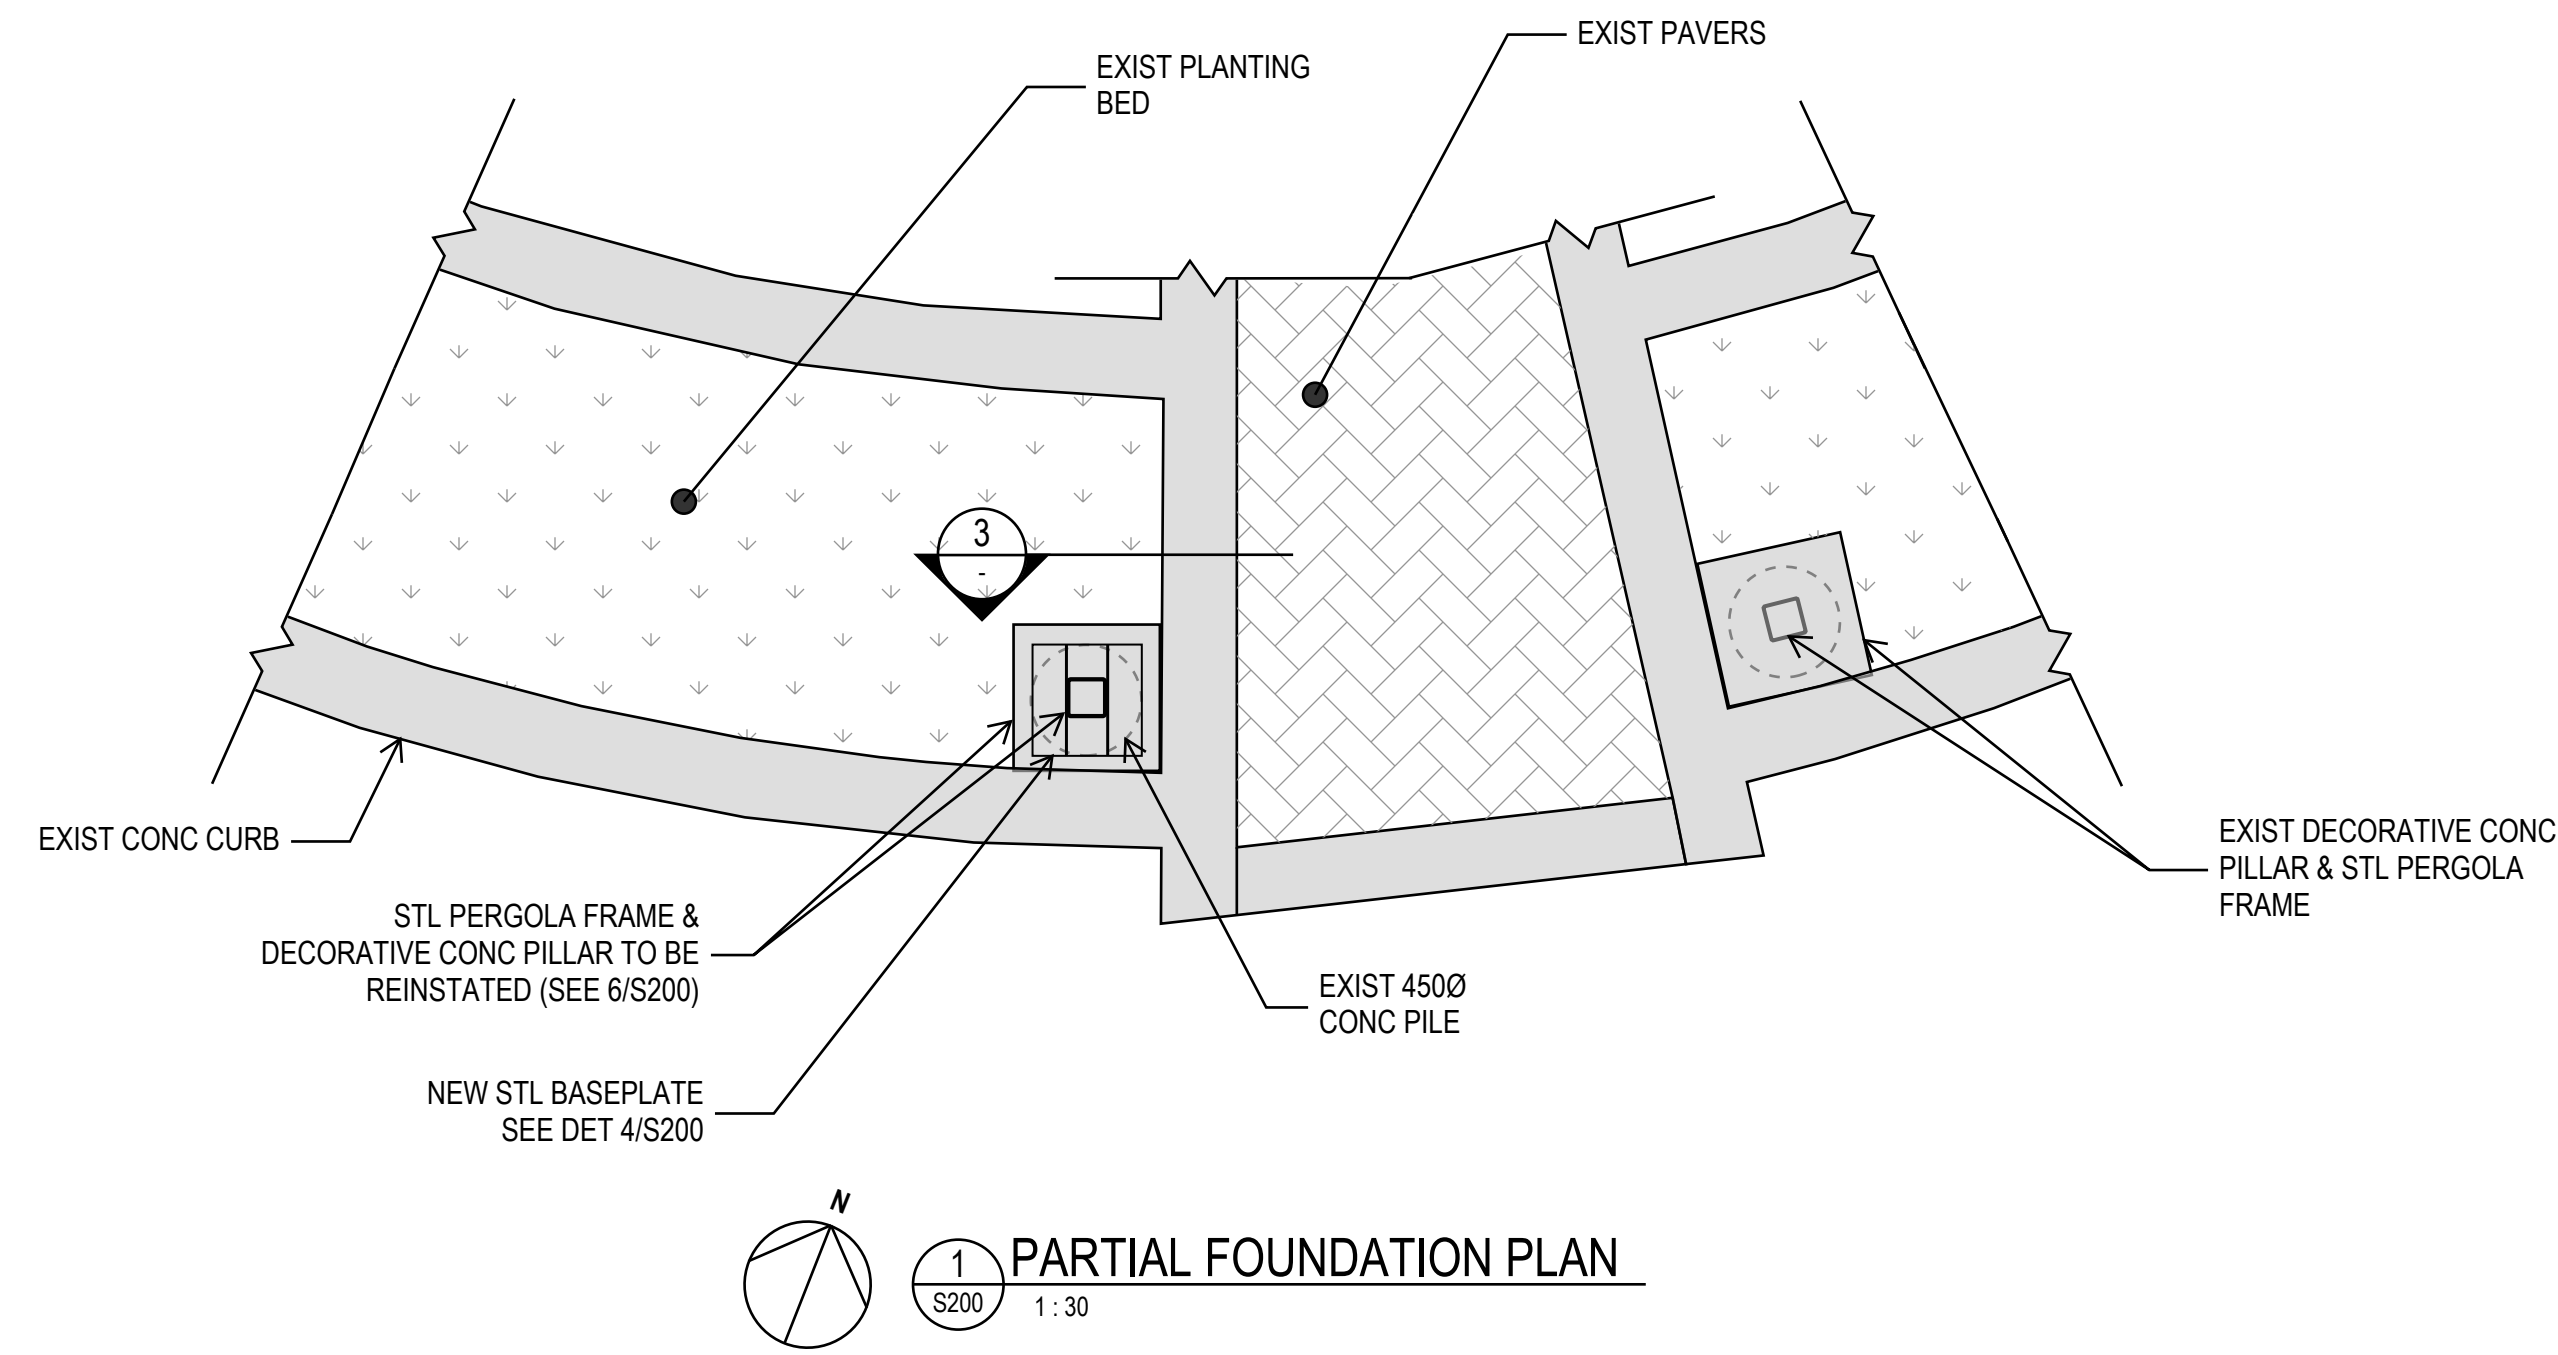 EXIST PAVERS
EXIST PLANTING
BED
3
-
EXIST CONC CURB
EXIST DECORATIVE CONC
PILLAR & STL PERGOLA
FRAME
STL PERGOLA FRAME &
DECORATIVE CONC PILLAR TO BE
REINSTATED (SEE 6/S200)
EXIST 450Ø
CONC PILE
NEW STL BASEPLATE
SEE DET 4/S200
N
1
S200
PARTIAL FOUNDATION PLAN
1 : 30